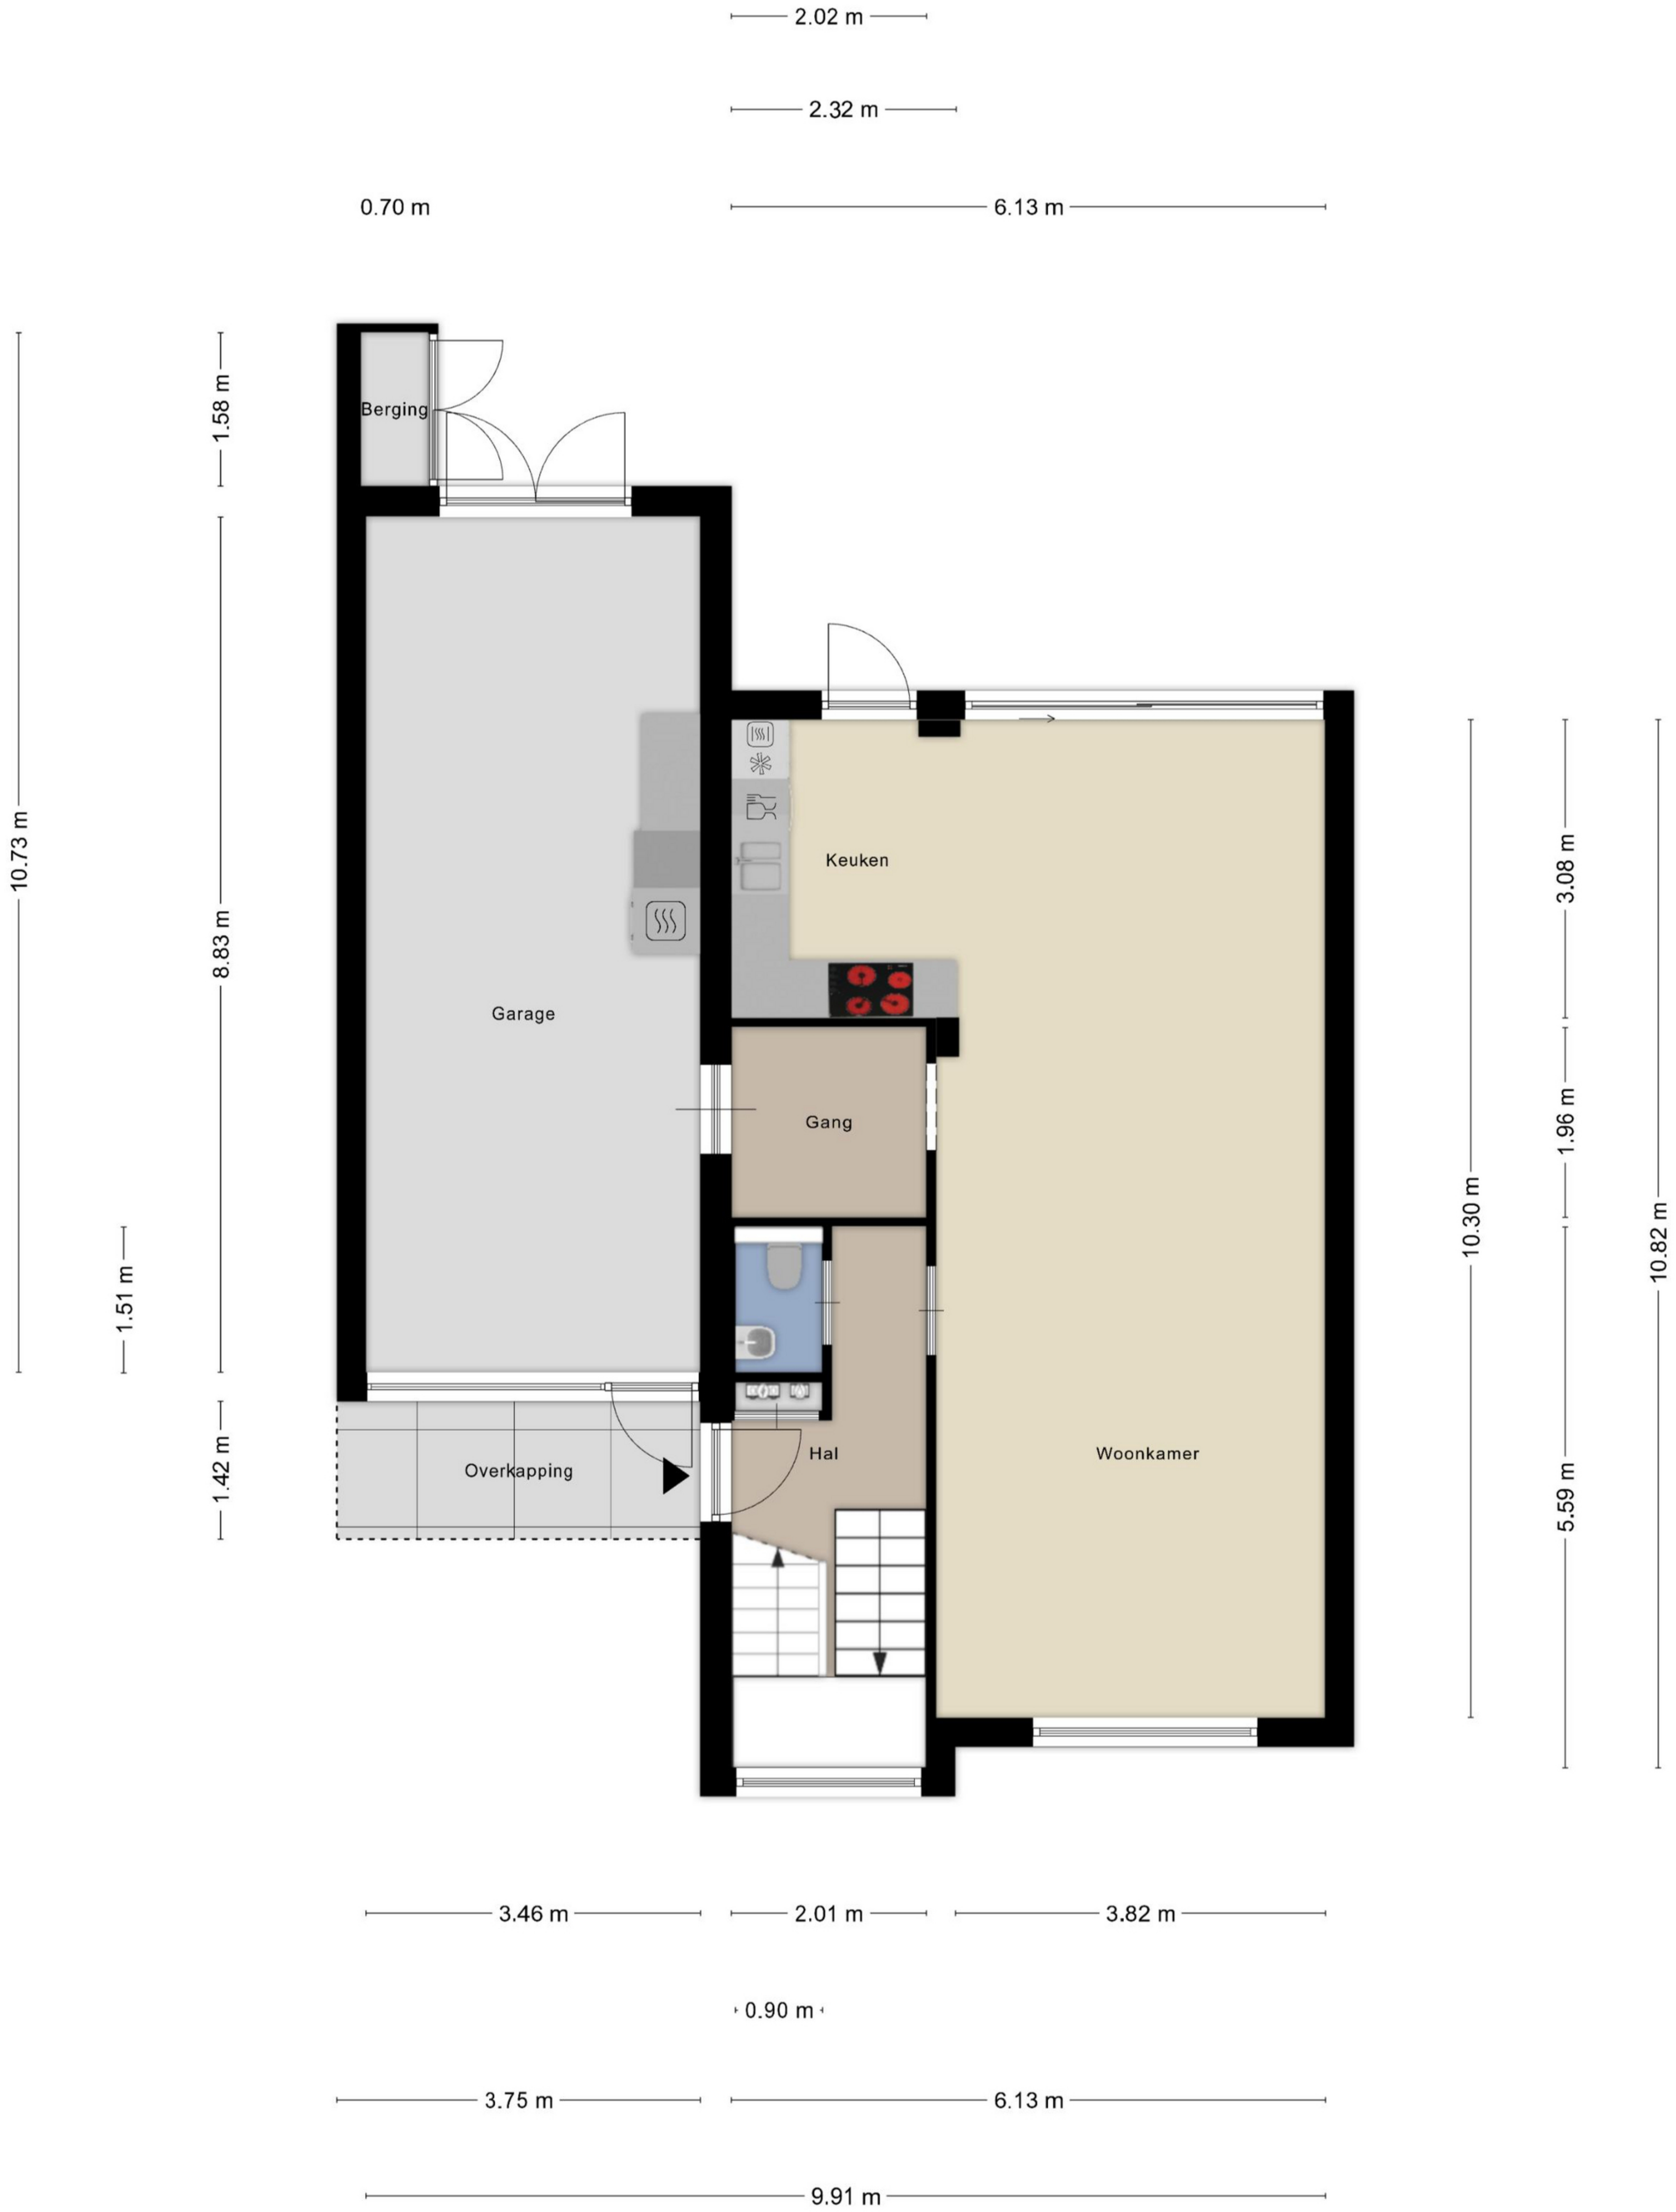 2.02 m
2.32 m
0.70 m
6.13 m
Berging
1.58 m
10.73 m
8.83 m
3.08 m
Keuken
Garage
Gang
1.96 m
10.30 m
10.82 m
1.51 m
Hal
Woonkamer
Overkapping
1.42 m
5.59 m
3.46 m
2.01 m
3.82 m
0.90 m
3.75 m
6.13 m
9.91 m